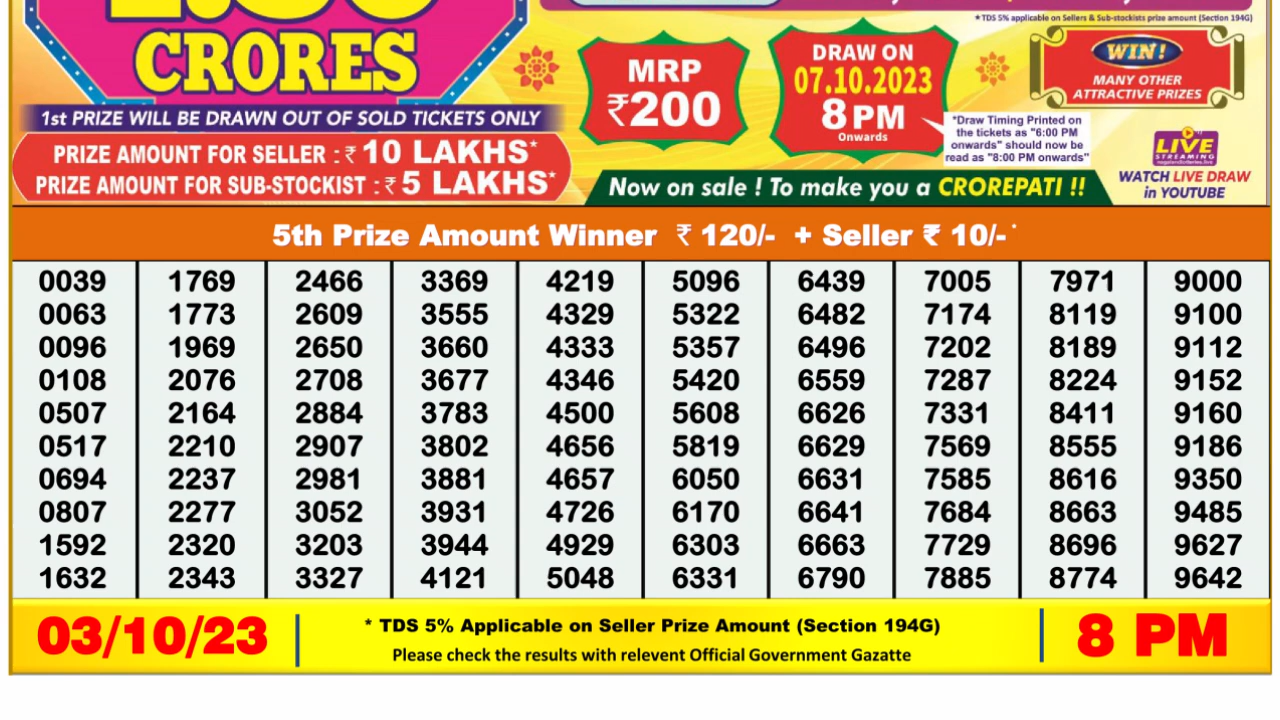 CRORES
1st PRIZE WILL BE DRAWN OUT OF SOLD TICKETS ONLY
PRIZE AMOUNT FOR SELLER : ₹ 10 LAKHS*
PRIZE AMOUNT FOR SUB-STOCKIST : ₹ 5 LAKHS*
*TDS 5% applicable on Sellers & Sub-stockists prize amount (Section 194G)
MRP
₹200
DRAW ON
07.10.2023
8 PM
Onwards
WIN!
MANY OTHER
ATTRACTIVE PRIZES
"Draw Timing Printed on
the tickets as "6:00 PM
onwards" should now be
read as "8:00 PM onwards"
LIVE
STREAMING
WATCH LIVE DRAW
in YOUTUBE
Now on sale ! To make you a CROREPATI !!
5th Prize Amount Winner ₹ 120/- + Seller ₹ 10/- *
0039 1769 2466 3369 4219 5096 6439 7005 7971 9000
0063 1773 2609 3555 4329 5322 6482 7174 8119 9100
0096 1969 2650 3660 4333 5357 6496 7202 8189 9112
0108 2076 2708 3677 4346 5420 6559 7287 8224 9152
0507 2164 2884 3783 4500 5608 6626 7331 8411 9160
0517 2210 2907 3802 4656 5819 6629 7569 8555 9186
0694 2237 2981 3881 4657 6050 6631 7585 8616 9350
0807 2277 3052 3931 4726 6170 6641 7684 8663 9485
1592 2320 3203 3944 4929 6303 6663 7729 8696 9627
1632 2343 3327 4121 5048 6331 6790 7885 8774 9642
03/10/23
* TDS 5% Applicable on Seller Prize Amount (Section 194G)
Please check the results with relevent Official Government Gazatte
8 PM